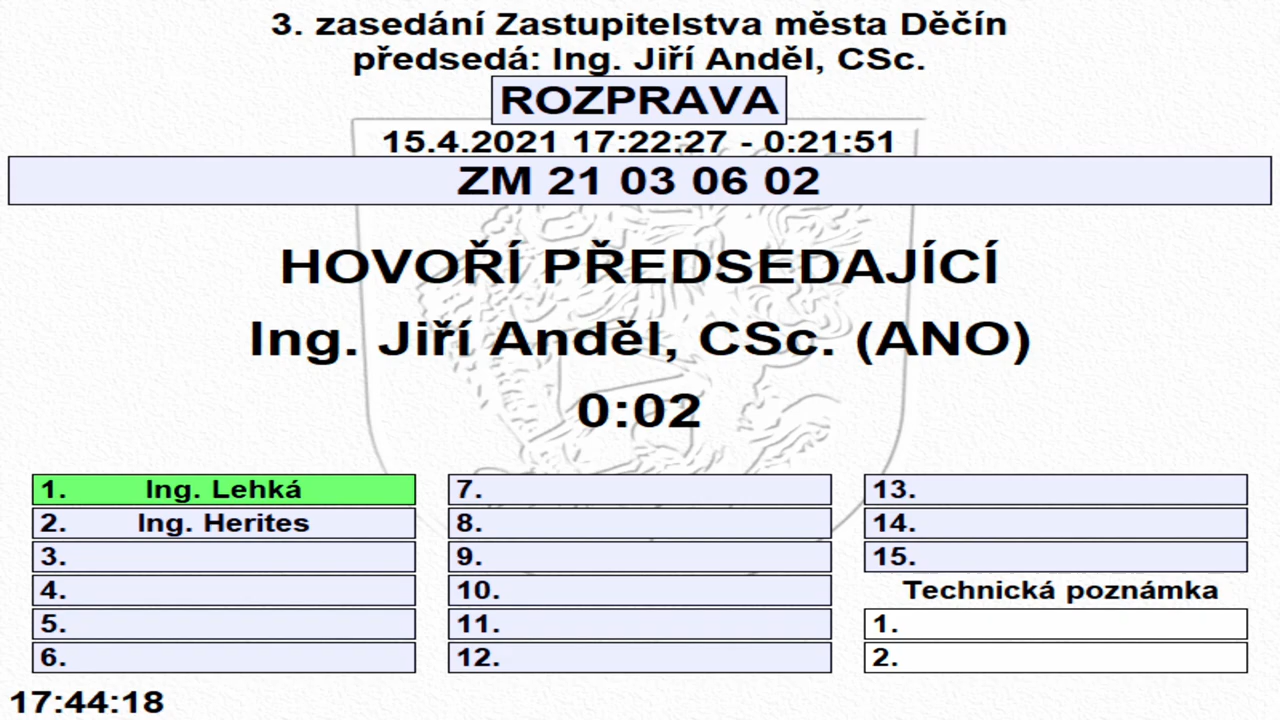 3. zasedání Zastupitelstva města Děčín
předsedá: Ing. Jiří Anděl, CSc.
ROZPRAVA
15.4.2021 17:22:27 - 0:21:51
ZM 21 03 06 02
HOVOŘÍ PŘEDSEDAJÍCÍ
Ing. Jiří Anděl, CSc. (ANO)
0:02
1. Ing. Lehká
2. Ing. Herites
3.
4.
5.
6.
7.
8.
9.
10.
11.
12.
13.
14.
15.
Technická poznámka
1.
2.
17:44:18